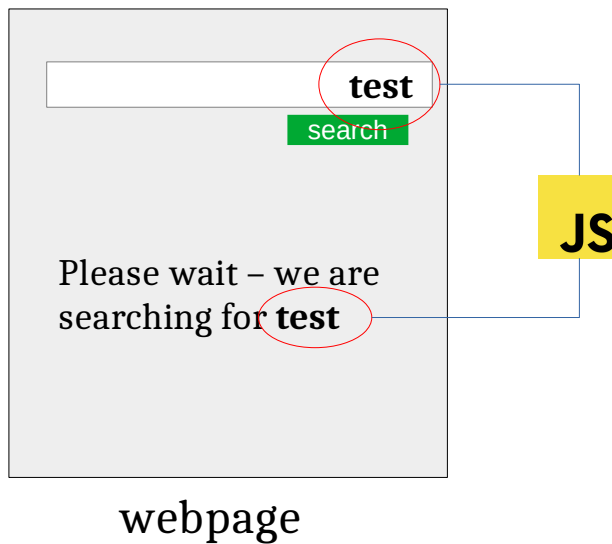 test
search
JS
Please wait – we are
searching for test
webpage